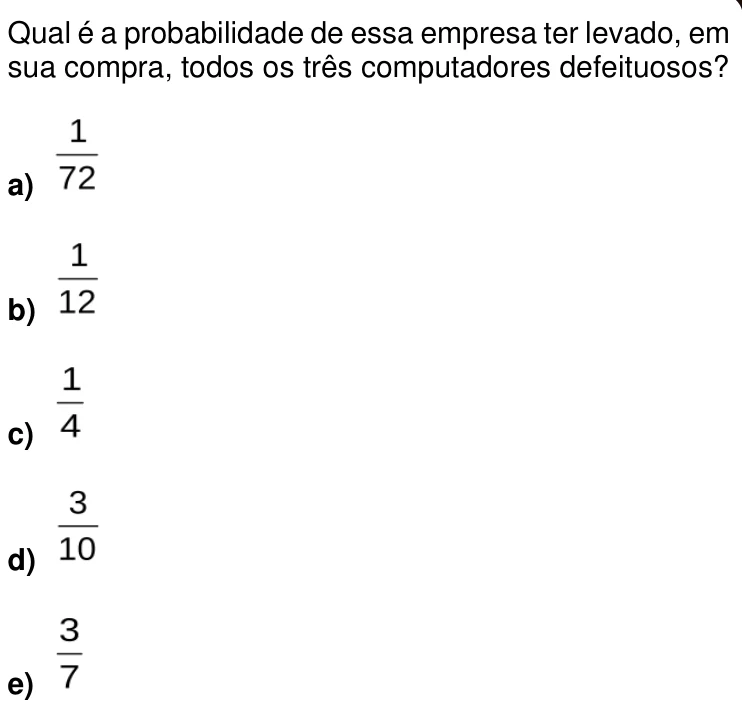 Qual é a probabilidade de essa empresa ter levado, em
sua compra, todos os três computadores defeituosos?
a) 1/72
b) 1/12
c) 1/4
d) 3/10
e) 3/7